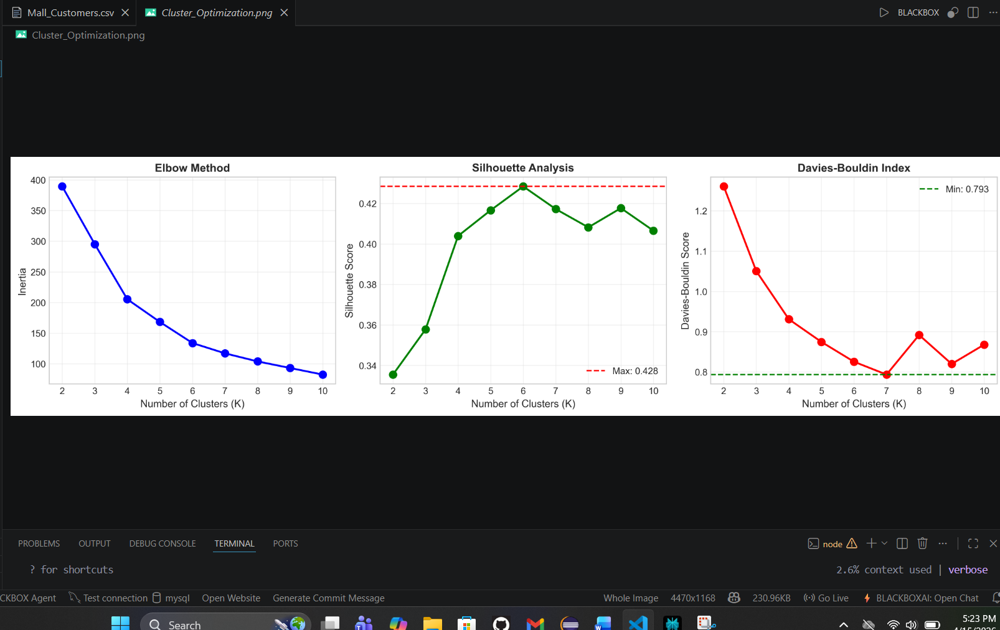 Mall_Customers.csv
Cluster_Optimization.png
BLACKBOX
Cluster_Optimization.png
Elbow Method
400
350
300
250
200
150
100
Inertia
2 3 4 5 6 7 8 9 10
Number of Clusters (K)
Silhouette Analysis
0.42
0.40
0.38
0.36
0.34
Silhouette Score
Max: 0.428
2 3 4 5 6 7 8 9 10
Number of Clusters (K)
Davies-Bouldin Index
Min: 0.793
1.2
1.1
1.0
0.9
0.8
Davies-Bouldin Score
2 3 4 5 6 7 8 9 10
Number of Clusters (K)
PROBLEMS OUTPUT DEBUG CONSOLE TERMINAL PORTS
node
? for shortcuts
2.6% context used | verbose
CKBOX Agent Test connection mysql Open Website Generate Commit Message
Whole Image 4470x1168 230.96KB Go Live BLACKBOXAI: Open Chat
Search
5:23 PM